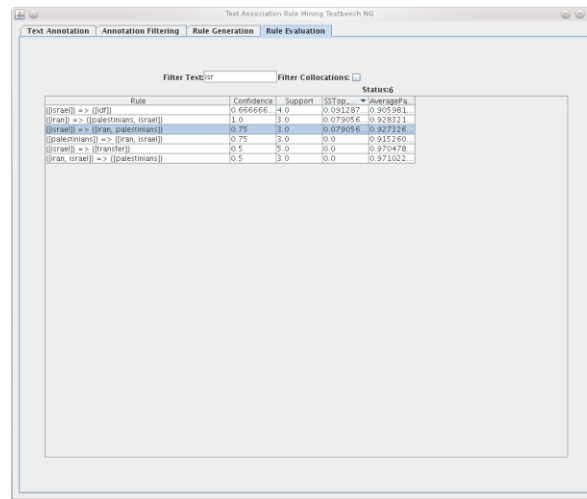 Text Association Rule Mining Testbench NG
Text Annotation Annotation Filtering Rule Generation Rule Evaluation
Filter Text: isr Filter Collocations:
Status:6
Rule Confidence Support SSTop_... AveragePa...
([israel]) => ([idf]) 0.666666... 4.0 0.091287... 0.905981...
([iran]) => ([palestinians, israel]) 1.0 3.0 0.079056... 0.928321...
([israel]) => ([iran, palestinians]) 0.75 3.0 0.079056... 0.927326...
([palestinians]) => ([iran, israel]) 0.75 3.0 0.0 0.915260...
([israel]) => ([transfer]) 0.5 5.0 0.0 0.970478...
([iran, israel]) => ([palestinians]) 0.5 3.0 0.0 0.971022...